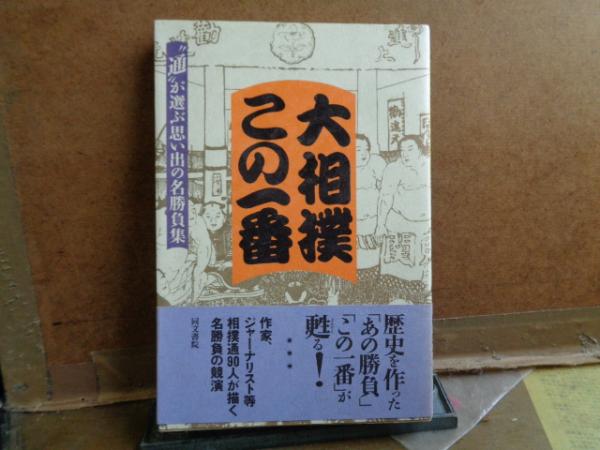 大相撲
この一番
"通"が選ぶ思い出の名勝負集
歴史を作った
「あの勝負」
「この一番」が
甦る!
作家、
ジャーナリスト等
相撲通90人が描く
名勝負の競演
同文書院